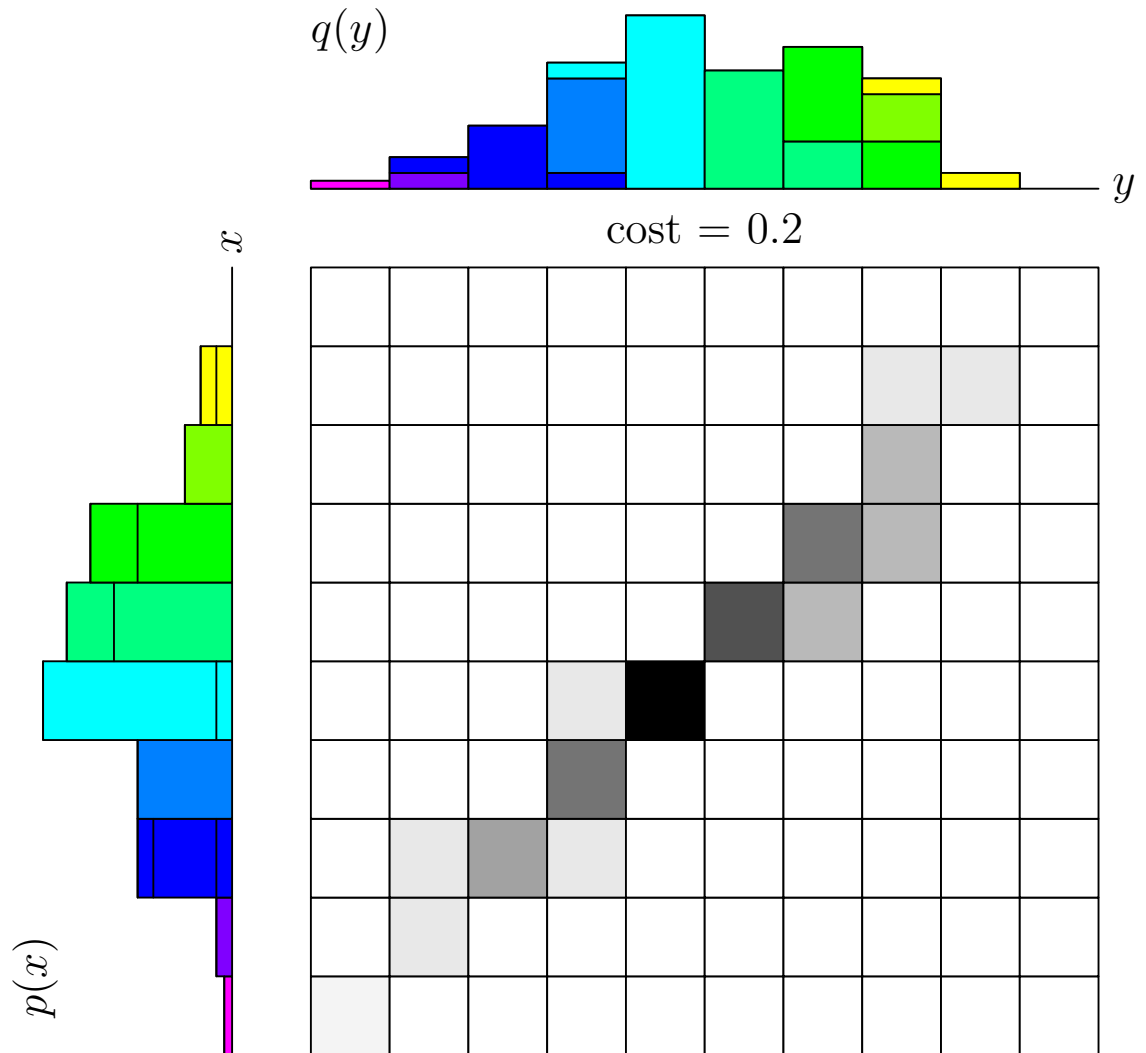 q(y)
y
cost = 0.2
x
p(x)